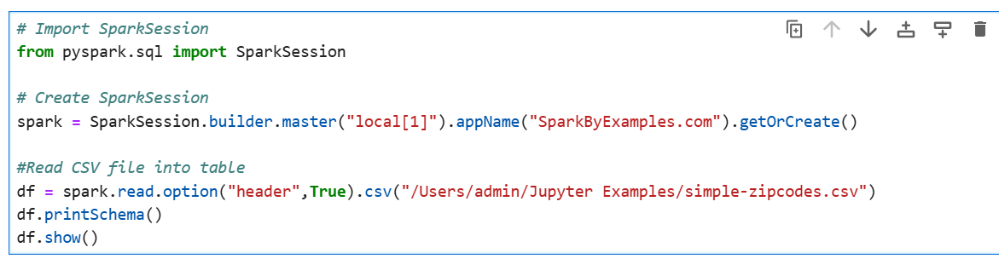 # Import SparkSession
from pyspark.sql import SparkSession
# Create SparkSession
spark = SparkSession.builder.master("local[1]").appName("SparkByExamples.com").getOrCreate()
#Read CSV file into table
df = spark.read.option("header",True).csv("/Users/admin/Jupyter Examples/simple-zipcodes.csv")
df.printSchema()
df.show()